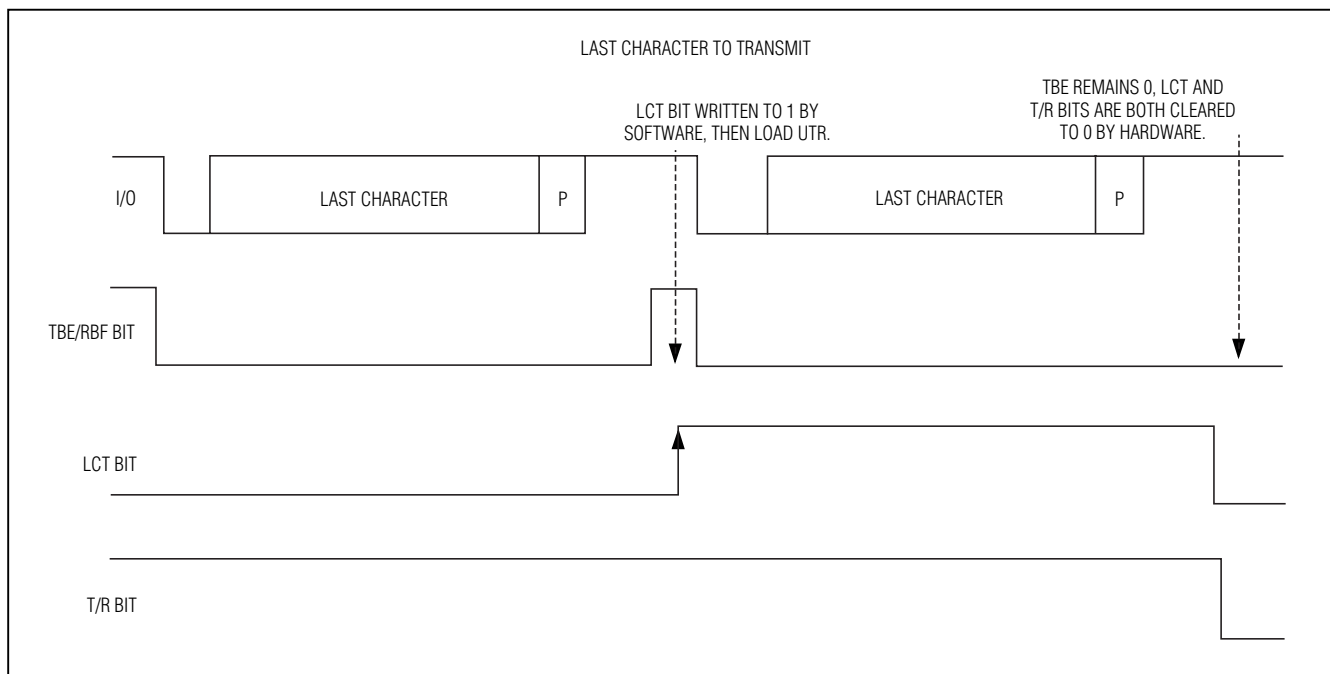 LAST CHARACTER TO TRANSMIT
LCT BIT WRITTEN TO 1 BY
SOFTWARE, THEN LOAD UTR.
TBE REMAINS 0, LCT AND
T/R BITS ARE BOTH CLEARED
TO 0 BY HARDWARE.
I/O
LAST CHARACTER
P
LAST CHARACTER
P
TBE/RBF BIT
LCT BIT
T/R BIT